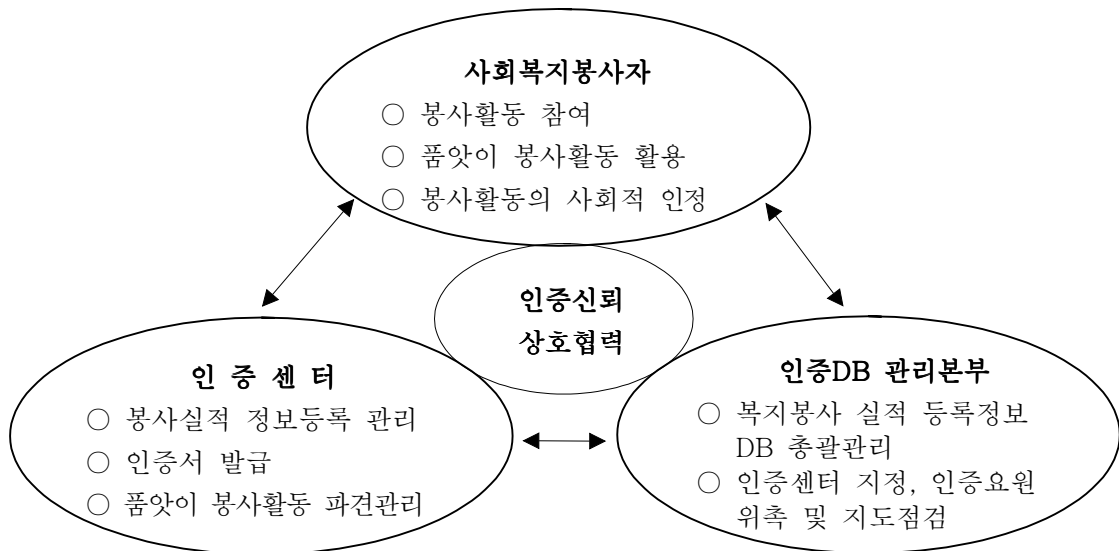 사회복지봉사자
○ 봉사활동 참여
○ 품앗이 봉사활동 활용
○ 봉사활동의 사회적 인정
인증신뢰
상호협력
인 증 센 터
○ 봉사실적 정보등록 관리
○ 인증서 발급
○ 품앗이 봉사활동 파견관리
인증DB 관리본부
○ 복지봉사 실적 등록정보
DB 총괄관리
○ 인증센터 지정, 인증요원
위촉 및 지도점검